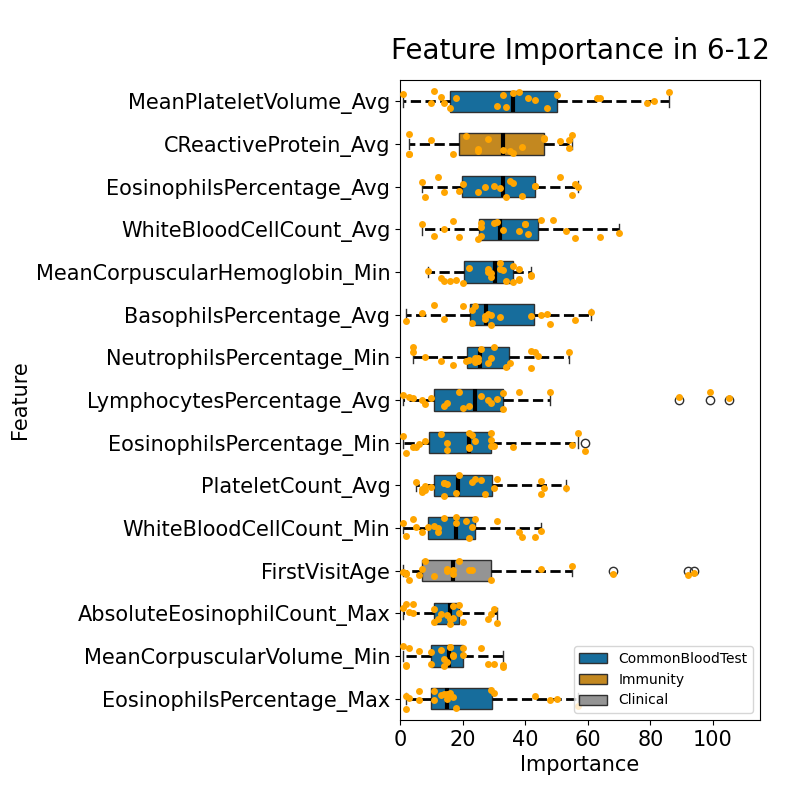 Feature Importance in 6-12
Feature
MeanPlateletVolume_Avg
CReactiveProtein_Avg
EosinophilsPercentage_Avg
WhiteBloodCellCount_Avg
MeanCorpuscularHemoglobin_Min
BasophilsPercentage_Avg
NeutrophilsPercentage_Min
LymphocytesPercentage_Avg
EosinophilsPercentage_Min
PlateletCount_Avg
WhiteBloodCellCount_Min
FirstVisitAge
AbsoluteEosinophilCount_Max
MeanCorpuscularVolume_Min
EosinophilsPercentage_Max
CommonBloodTest
Immunity
Clinical
0 20 40 60 80 100
Importance